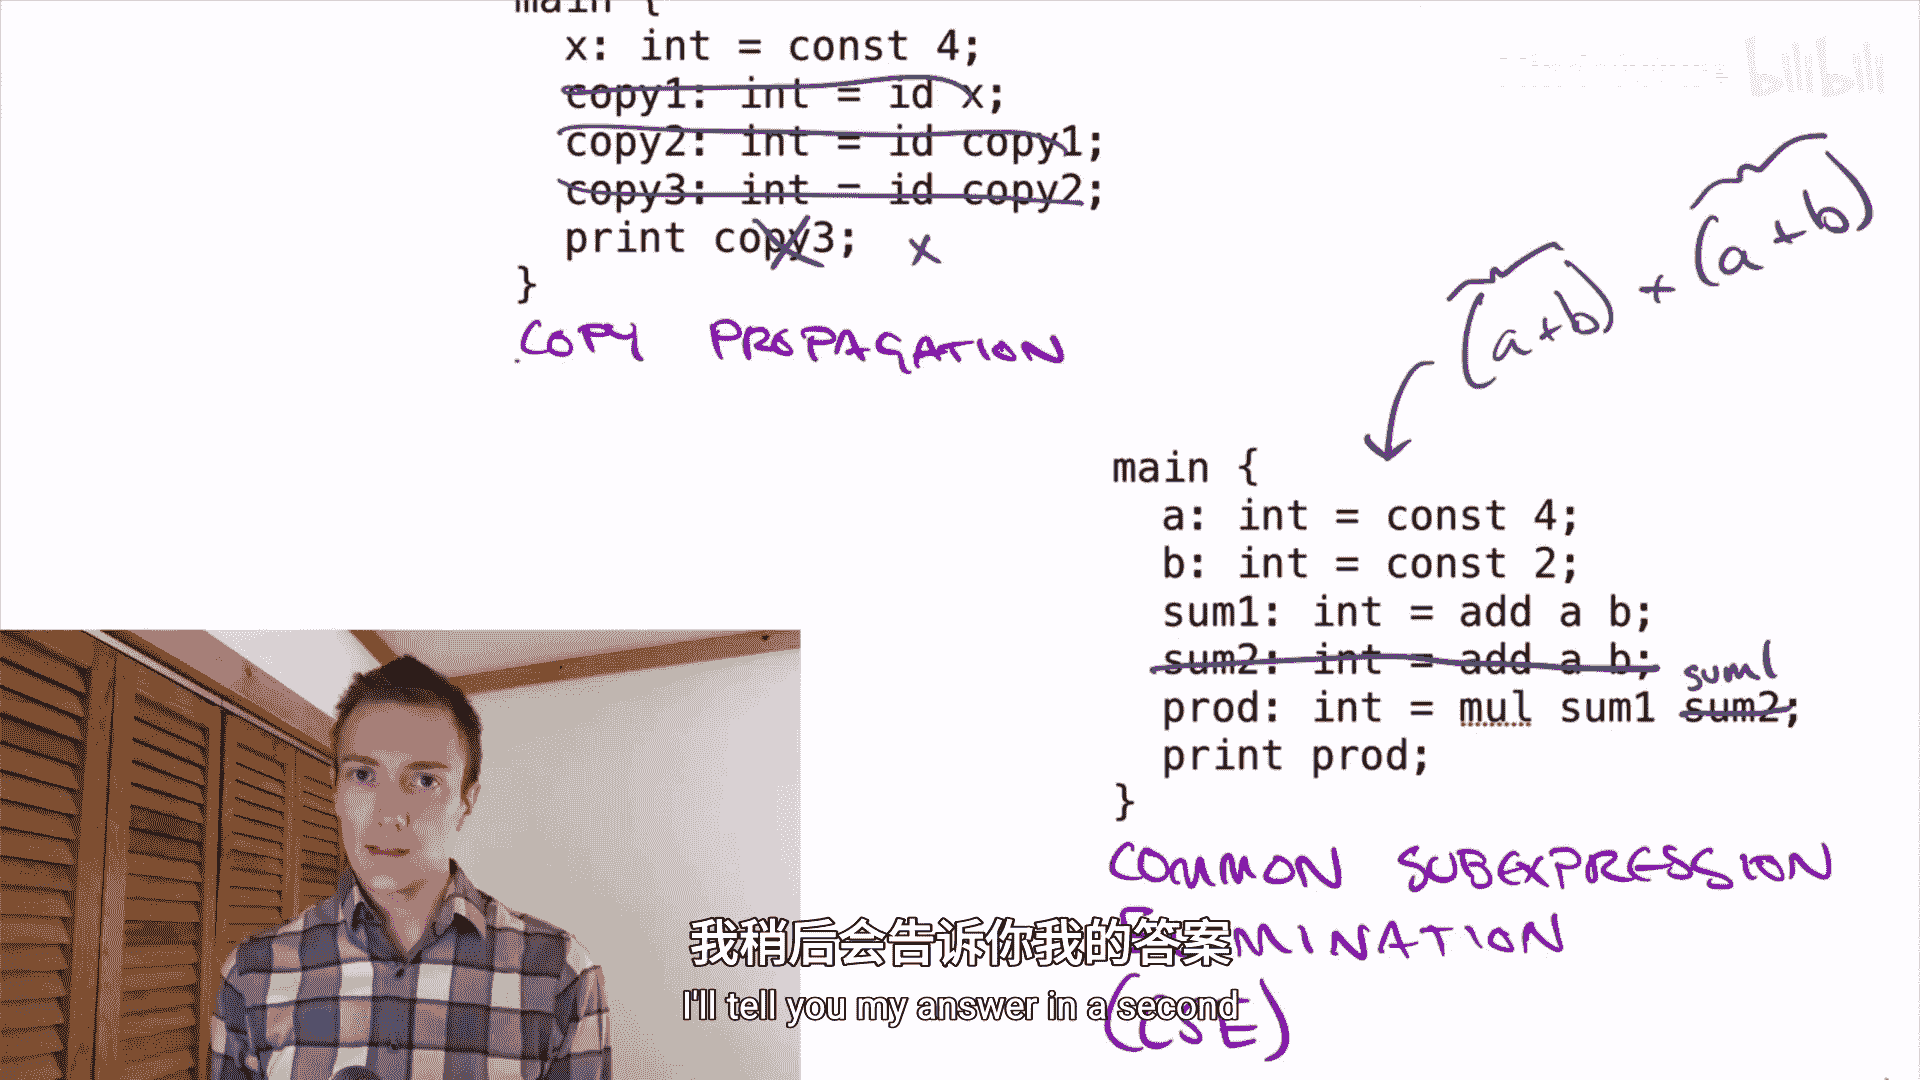 main {
x: int = const 4;
copy1: int = id x;
copy2: int = id copy1;
copy3: int = id copy2;
print copy3; x
}
COPY PROPAGATION
bilibili
(a+b) * (a+b)
main {
a: int = const 4;
b: int = const 2;
sum1: int = add a b;
sum2: int = add a b;
sum1
prod: int = mul sum1 sum2;
print prod;
}
COMMON SUBEXPRESSION
ELIMINATION
(CSE)
我稍后会告诉你我的答案
I'll tell you my answer in a second